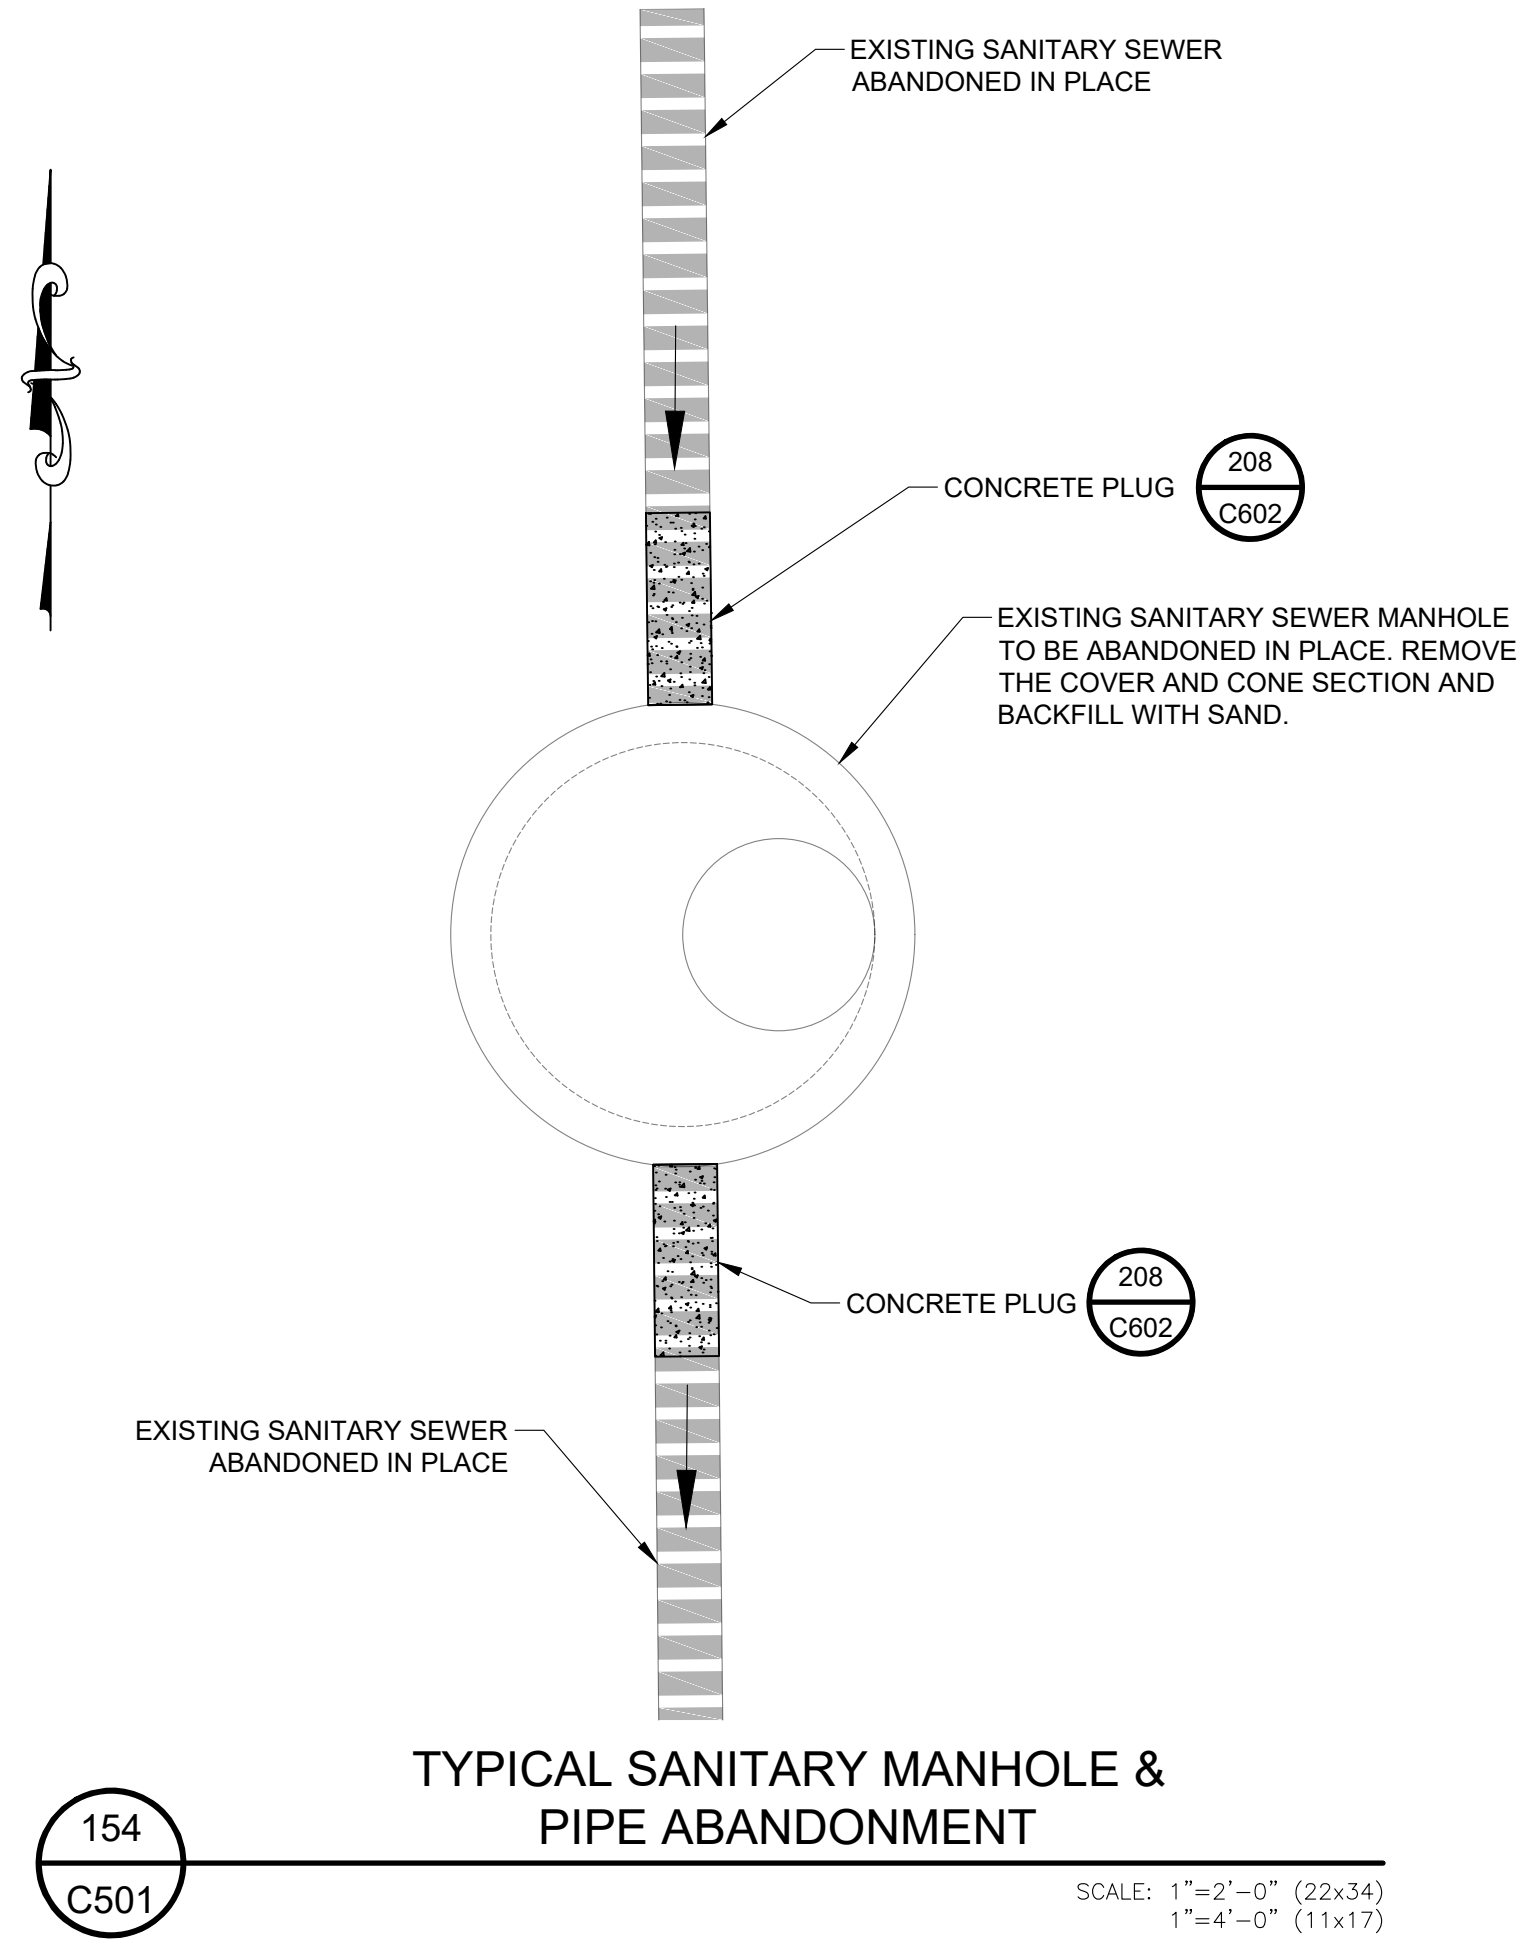 EXISTING SANITARY SEWER
ABANDONED IN PLACE
CONCRETE PLUG
208
C602
EXISTING SANITARY SEWER MANHOLE
TO BE ABANDONED IN PLACE. REMOVE
THE COVER AND CONE SECTION AND
BACKFILL WITH SAND.
CONCRETE PLUG
208
C602
EXISTING SANITARY SEWER
ABANDONED IN PLACE
TYPICAL SANITARY MANHOLE &
PIPE ABANDONMENT
154
C501
SCALE: 1"=2'-0" (22x34)
1"=4'-0" (11x17)